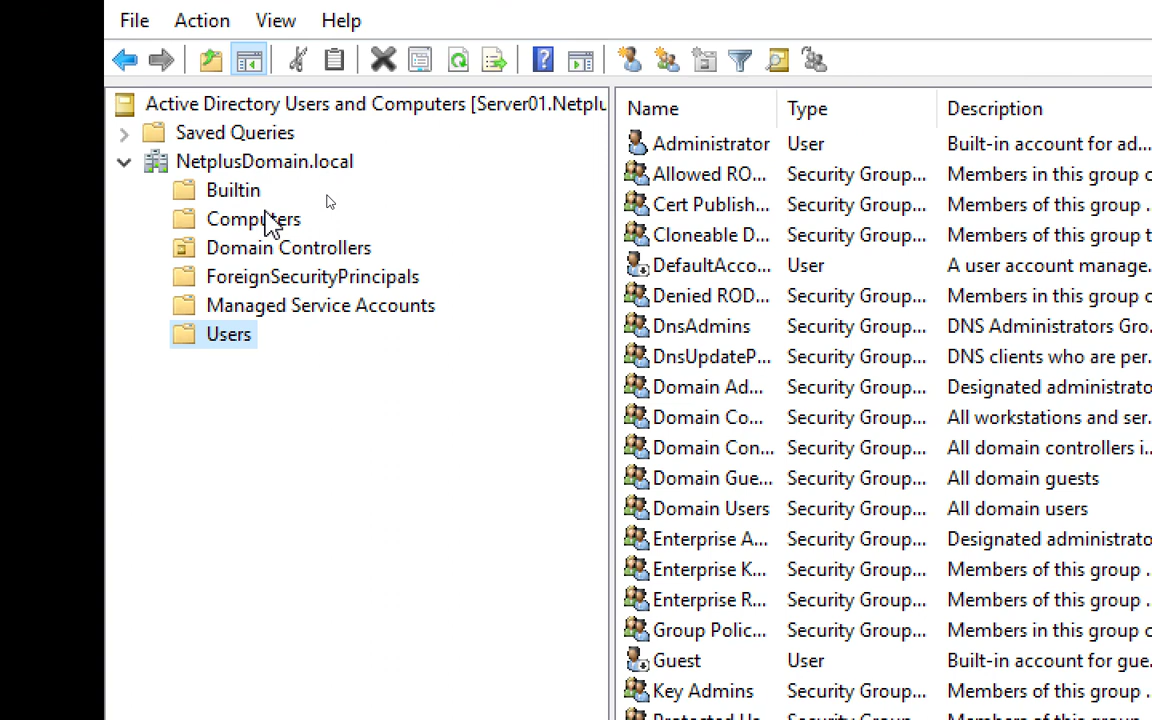 File Action View Help
Active Directory Users and Computers [Server01.Netplu
Saved Queries
NetplusDomain.local
Builtin
Computers
Domain Controllers
ForeignSecurityPrincipals
Managed Service Accounts
Users
Name Type Description
Administrator User Built-in account for ad...
Allowed RO... Security Group... Members in this group c
Cert Publish... Security Group... Members of this group .
Cloneable D... Security Group... Members of this group t
DefaultAcco... User A user account manage.
Denied ROD... Security Group... Members in this group c
DnsAdmins Security Group... DNS Administrators Gro.
DnsUpdateP... Security Group... DNS clients who are per.
Domain Ad... Security Group... Designated administrato
Domain Co... Security Group... All workstations and ser.
Domain Con... Security Group... All domain controllers i..
Domain Gue... Security Group... All domain guests
Domain Users Security Group... All domain users
Enterprise A... Security Group... Designated administrato
Enterprise K... Security Group... Members of this group .
Enterprise R... Security Group... Members of this group .
Group Polic... Security Group... Members in this group c
Guest User Built-in account for gue.
Key Admins Security Group... Members of this group .